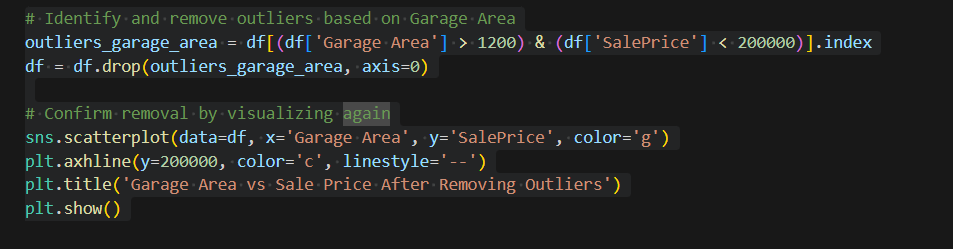 # Identify and remove outliers based on Garage Area
outliers_garage_area = df[(df['Garage Area'] > 1200) & (df['SalePrice'] < 200000)].index
df = df.drop(outliers_garage_area, axis=0)
# Confirm removal by visualizing again
sns.scatterplot(data=df, x='Garage Area', y='SalePrice', color='g')
plt.axhline(y=200000, color='c', linestyle='--')
plt.title('Garage Area vs Sale Price After Removing Outliers')
plt.show()